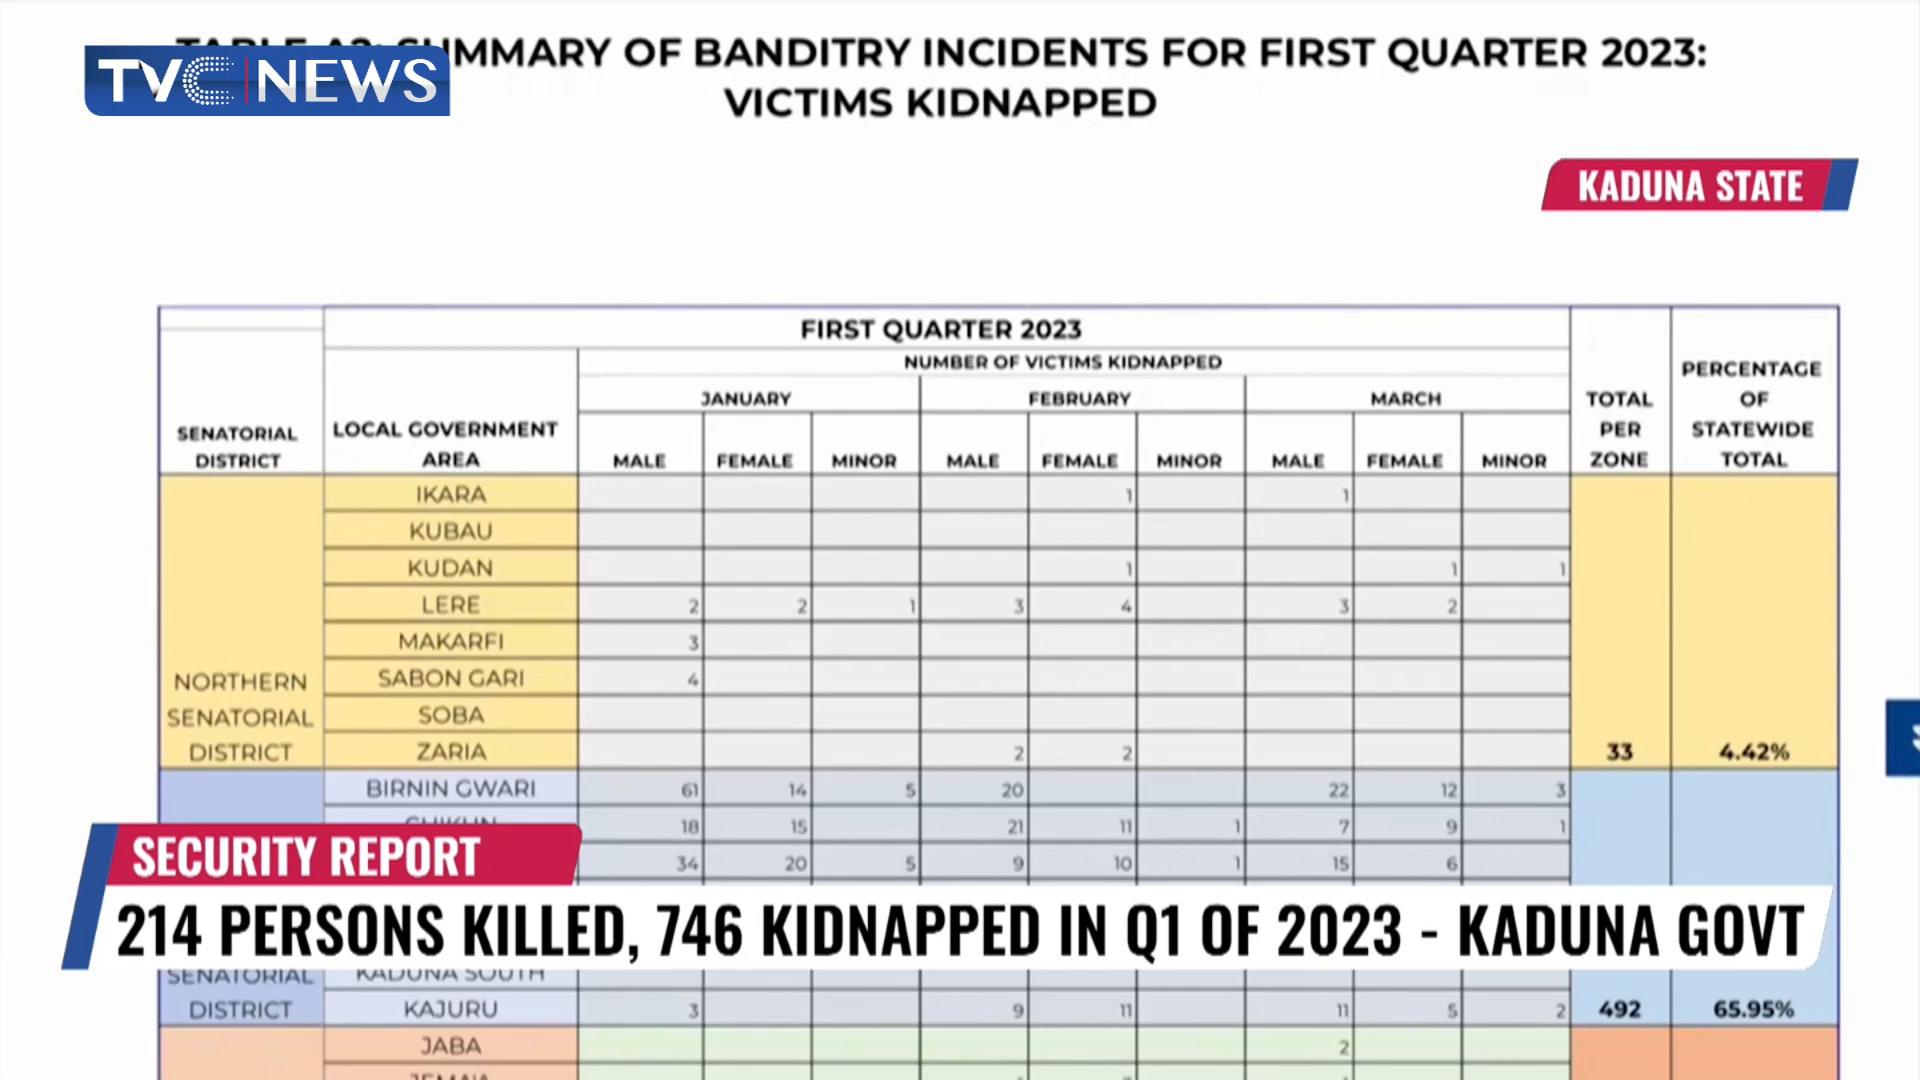 TABLE A2: SUMMARY OF BANDITRY INCIDENTS FOR FIRST QUARTER 2023:
VICTIMS KIDNAPPED
TVC NEWS
KADUNA STATE
FIRST QUARTER 2023
NUMBER OF VICTIMS KIDNAPPED
JANUARY FEBRUARY MARCH
SENATORIAL DISTRICT
LOCAL GOVERNMENT AREA
MALE FEMALE MINOR MALE FEMALE MINOR MALE FEMALE MINOR
TOTAL PER ZONE
PERCENTAGE OF STATEWIDE TOTAL
IKARA 1 1
KUBAU
KUDAN 1 1 1
LERE 2 2 1 3 4 3 2
MAKARFI 3
SABON GARI 4
SOBA
ZARIA 2 2
NORTHERN SENATORIAL DISTRICT
33 4.42%
BIRNIN GWARI 61 14 5 20 22 12 3
CHIKUN 18 15 21 11 1 7 9 1
34 20 5 9 10 1 15 6
SECURITY REPORT
214 PERSONS KILLED, 746 KIDNAPPED IN Q1 OF 2023 - KADUNA GOVT
SENATORIAL DISTRICT
KADUNA SOUTH
KAJURU 3 9 11 11 5 2
492 65.95%
JABA 2